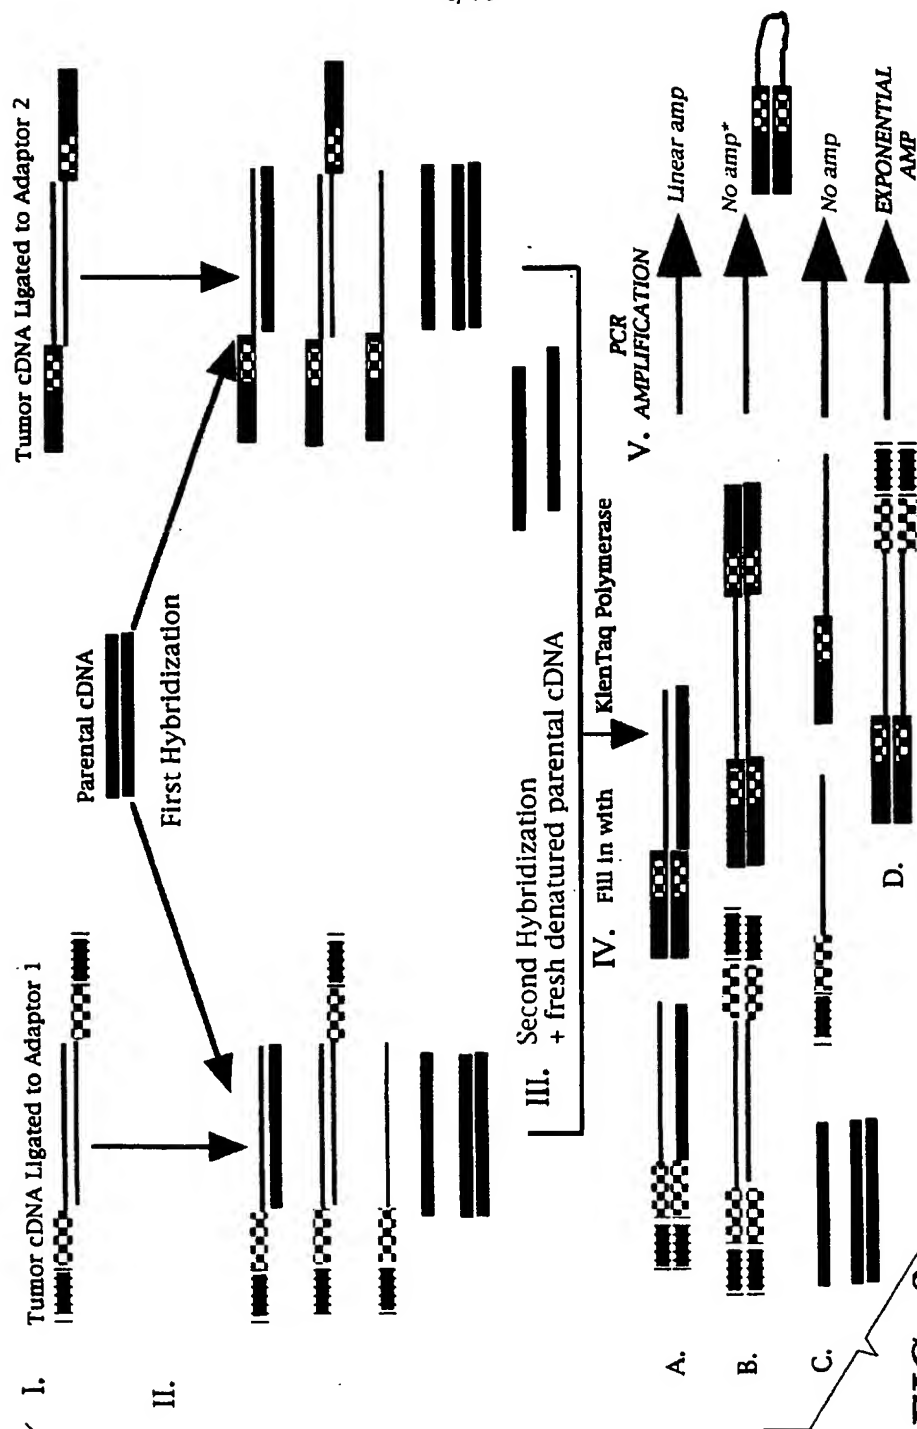 I.
Tumor cDNA Ligated to Adaptor 1
Tumor cDNA Ligated to Adaptor 2
Parental cDNA
First Hybridization
II.
III. Second Hybridization
+ fresh denatured parental cDNA
IV. Fill in with KlenTaq Polymerase
V. PCR
AMPLIFICATION
A.
Linear amp
B.
No amp*
C.
No amp
D.
EXPONENTIAL
AMP